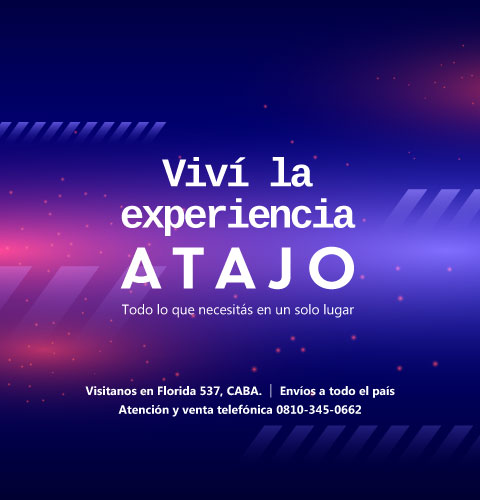 Viví la
experiencia
ATAJO
Todo lo que necesitás en un solo lugar
Visitanos en Florida 537, CABA. | Envíos a todo el país
Atención y venta telefónica 0810-345-0662